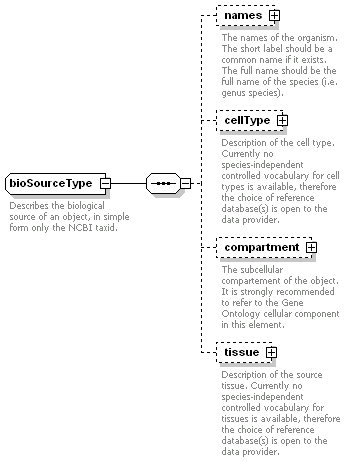 names
The names of the organism.
The short label should be a
common name if it exists.
The full name should be the
full name of the species (i.e.
genus species).
cellType
Description of the cell type.
Currently no
species-independent
controlled vocabulary for cell
types is available, therefore
the choice of reference
database(s) is open to the
data provider.
bioSourceType
Describes the biological
source of an object, in simple
form only the NCBI taxid.
compartment
The subcellular
compartement of the object.
It is strongly recommended
to refer to the Gene
Ontology cellular component
in this element.
tissue
Description of the source
tissue. Currently no
species-independent
controlled vocabulary for
tissues is available, therefore
the choice of reference
database(s) is open to the
data provider.